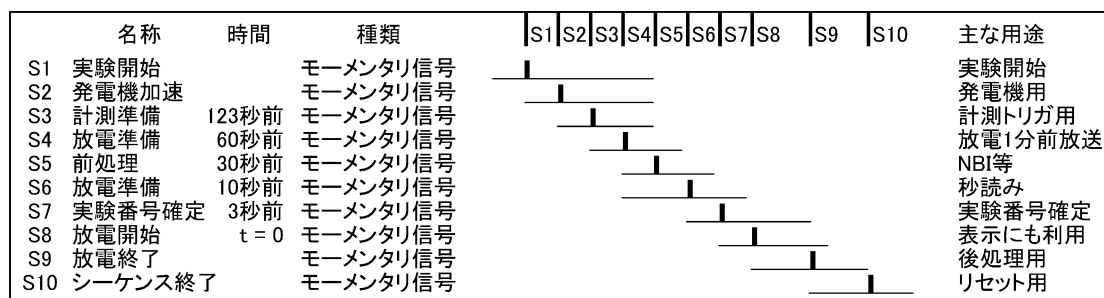 名称 時間 種類 S1 S2 S3 S4 S5 S6 S7 S8 S9 S10 主な用途
S1 実験開始 モーメンタリ信号 実験開始
S2 発電機加速 モーメンタリ信号 発電機用
S3 計測準備 123秒前 モーメンタリ信号 計測トリガ用
S4 放電準備 60秒前 モーメンタリ信号 放電1分前放送
S5 前処理 30秒前 モーメンタリ信号 NBI等
S6 放電準備 10秒前 モーメンタリ信号 秒読み
S7 実験番号確定 3秒前 モーメンタリ信号 実験番号確定
S8 放電開始 t = 0 モーメンタリ信号 表示にも利用
S9 放電終了 モーメンタリ信号 後処理用
S10 シーケンス終了 モーメンタリ信号 リセット用